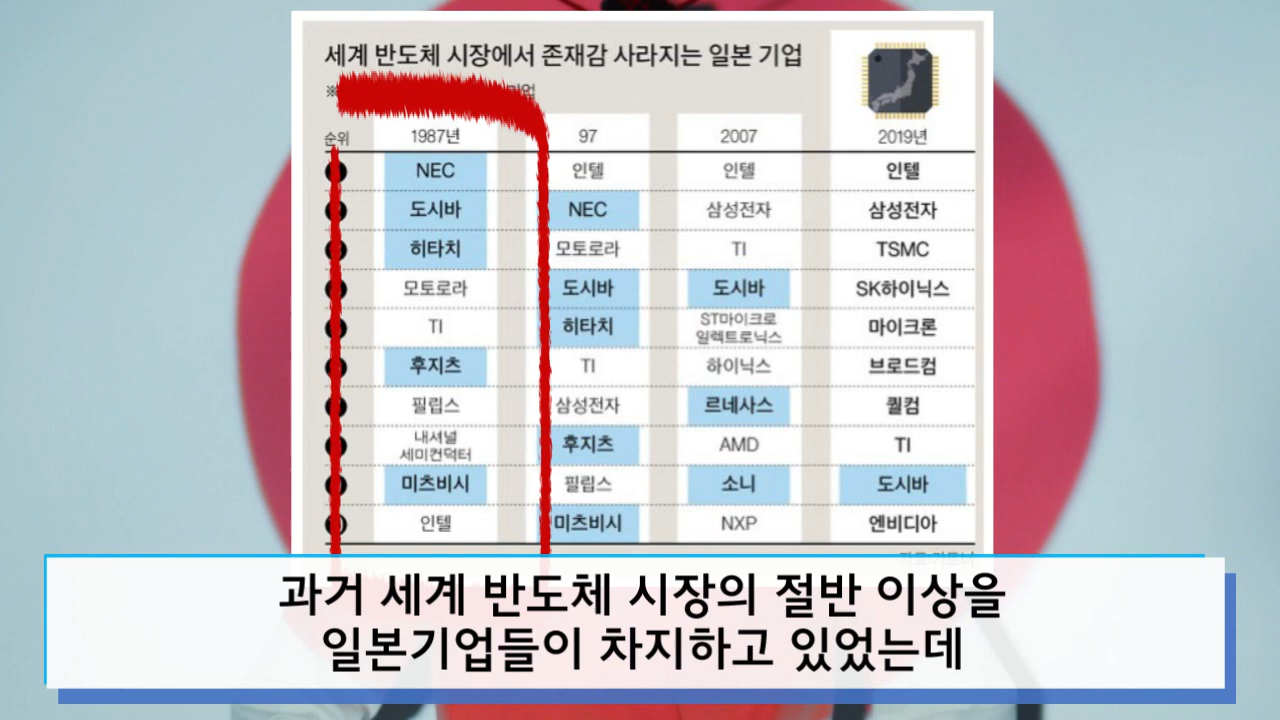 세계 반도체 시장에서 존재감 사라지는 일본 기업
순위 1987년 97 2007 2019년
NEC 인텔 인텔 인텔
도시바 NEC 삼성전자 삼성전자
히타치 모토로라 TI TSMC
모토로라 도시바 도시바 SK하이닉스
TI 히타치 ST마이크로 일렉트로닉스 마이크론
후지츠 TI 하이닉스 브로드컴
필립스 삼성전자 르네사스 퀄컴
내셔널 세미컨덕터 후지츠 AMD TI
미츠비시 필립스 소니 도시바
인텔 미츠비시 NXP 엔비디아
과거 세계 반도체 시장의 절반 이상을
일본기업들이 차지하고 있었는데